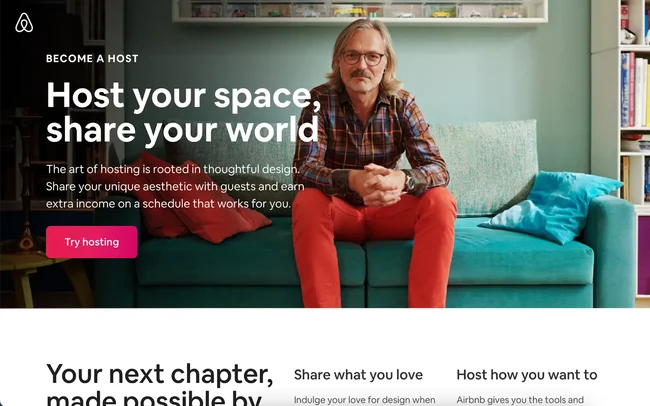 BECOME A HOST
Host your space,
share your world
The art of hosting is rooted in thoughtful design.
Share your unique aesthetic with guests and earn
extra income on a schedule that works for you.
Try hosting
Your next chapter,
made possible by
Share what you love
Indulge your love for design when
Host how you want to
Airbnb gives you the tools and